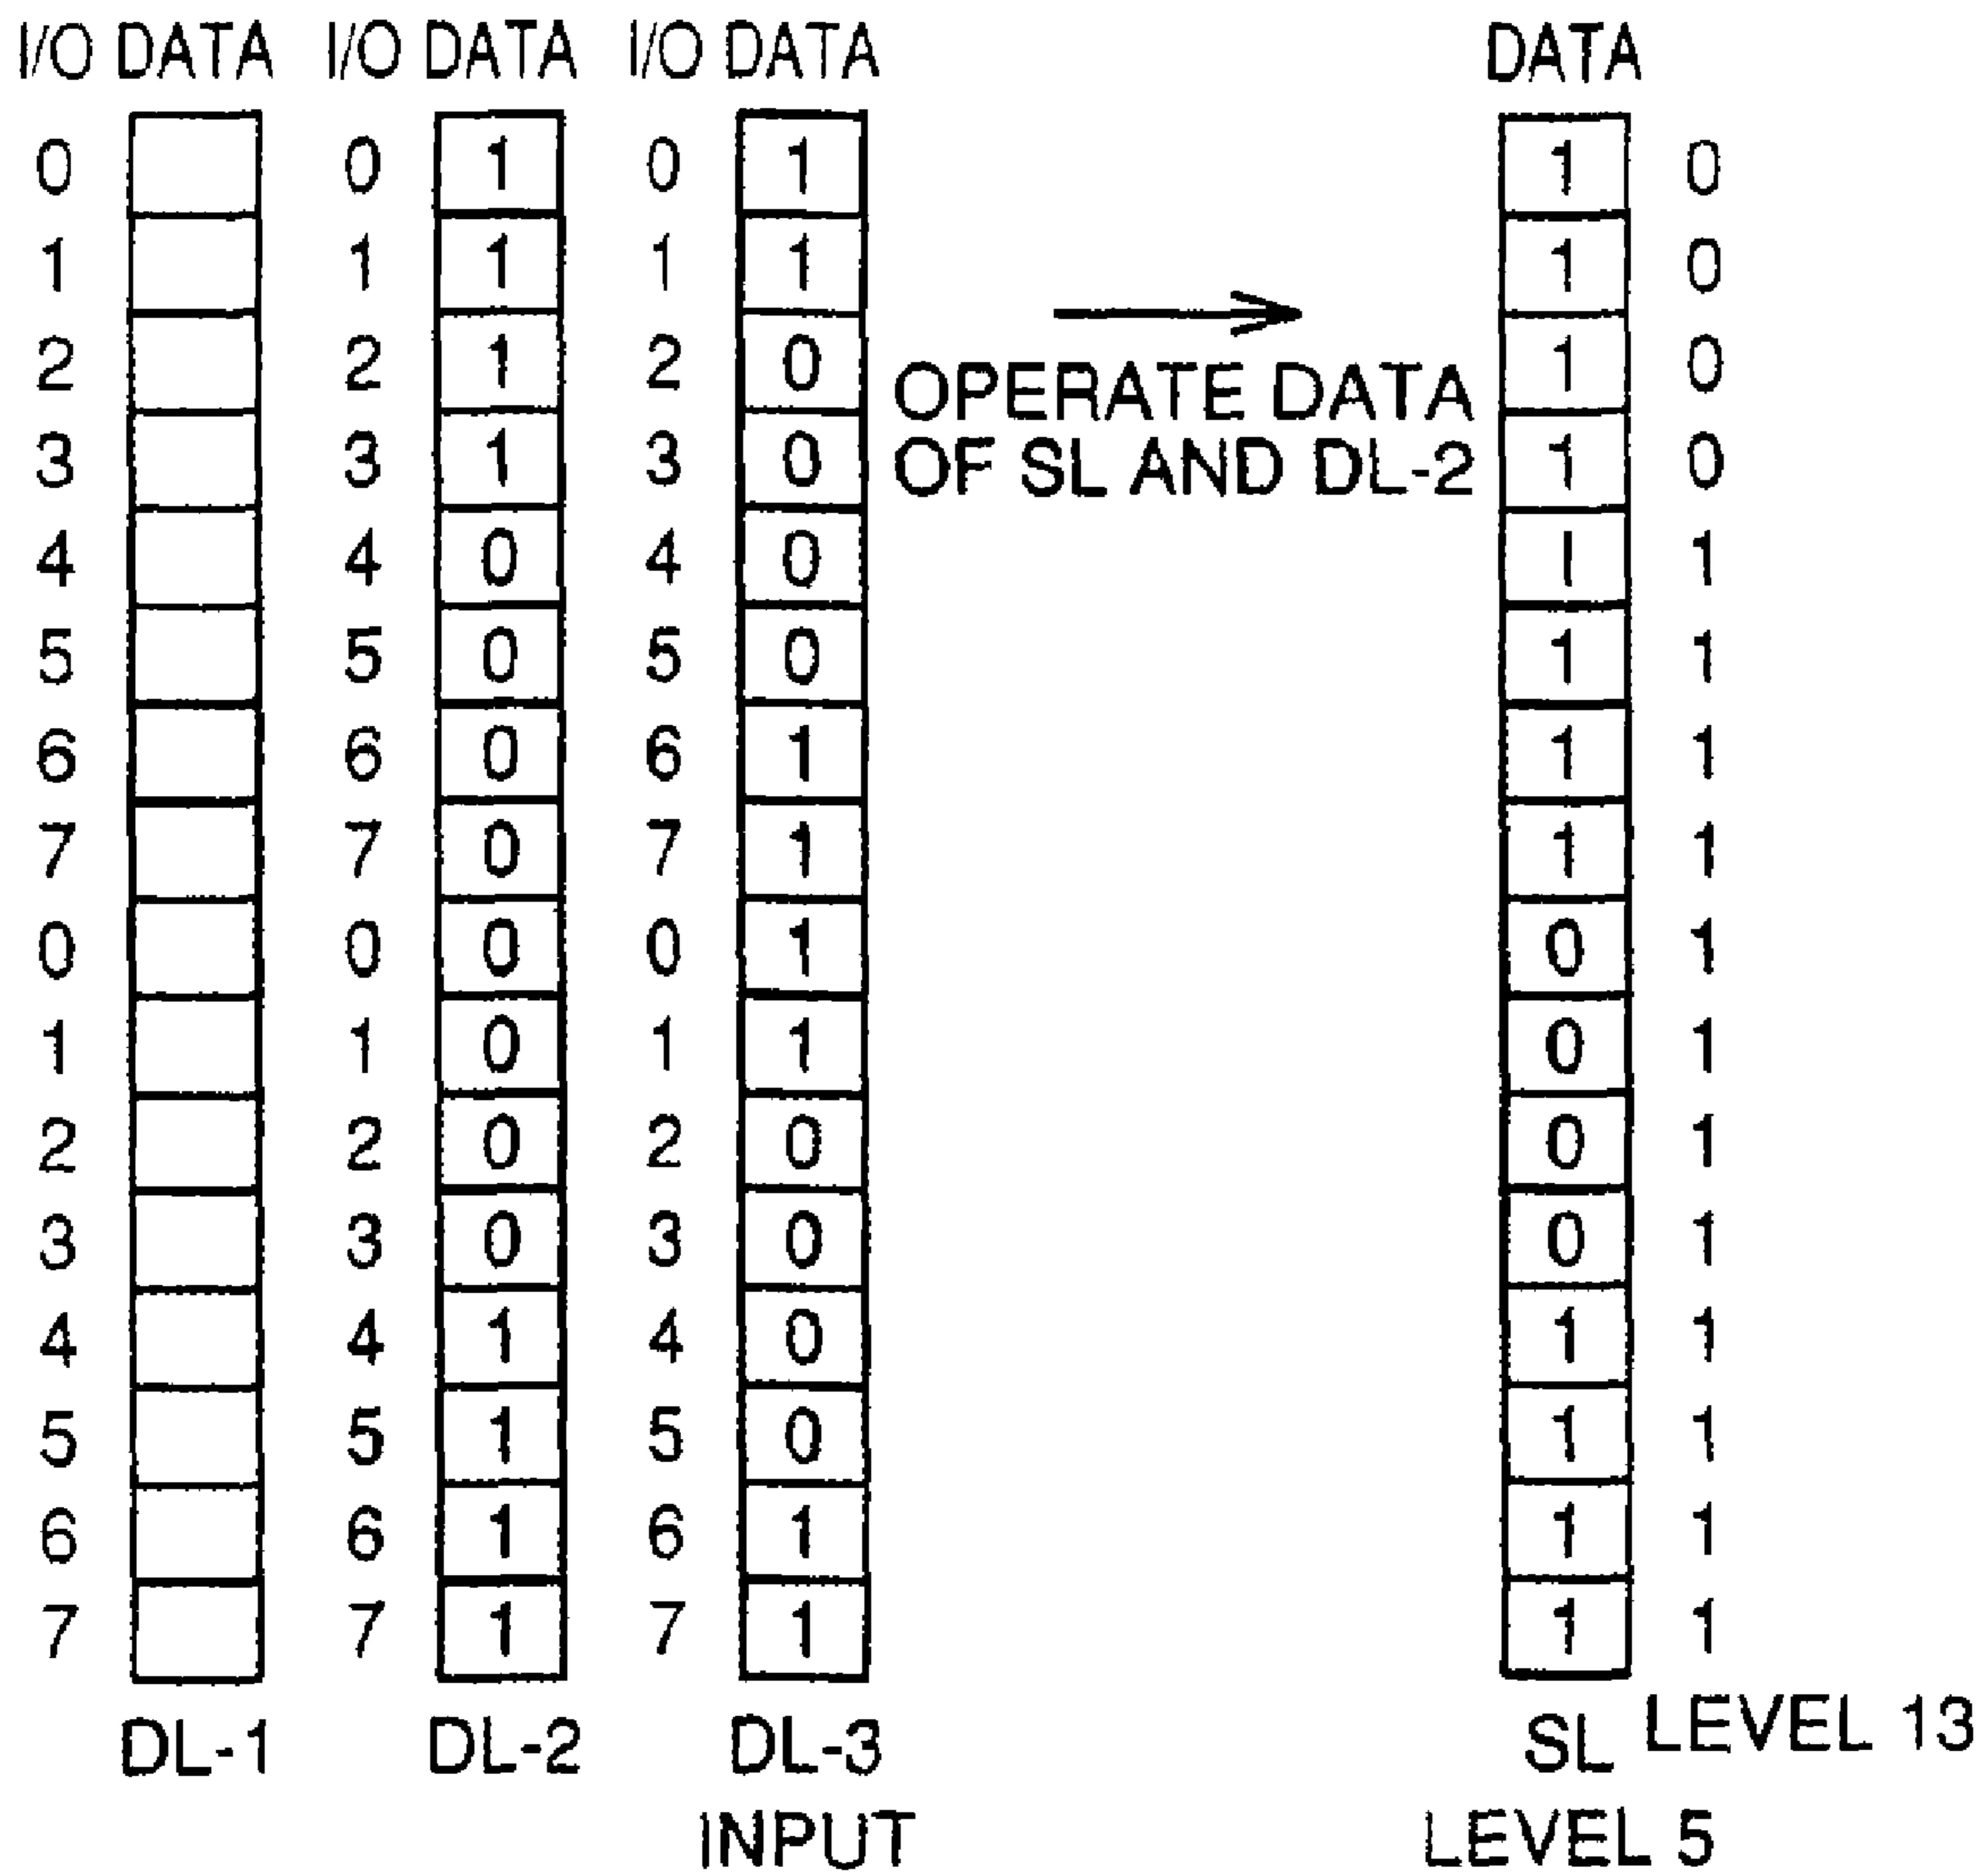 I/O DATA I/O DATA I/O DATA DATA
0 0 1 0 1 1 0
1 1 1 1 1 1 0
2 2 1 2 0 1 0
3 3 1 3 0 1 0
OPERATE DATA
OF SL AND DL-2
4 4 0 4 0 1 1
5 5 0 5 0 1 1
6 6 0 6 1 1 1
7 7 0 7 1 1 1
0 0 0 0 1 0 1
1 1 0 1 1 0 1
2 2 0 2 0 0 1
3 3 0 3 0 0 1
4 4 1 4 0 1 1
5 5 1 5 0 1 1
6 6 1 6 1 1 1
7 7 1 7 1 1 1
DL-1 DL-2 DL-3 SL LEVEL 13
INPUT LEVEL 5